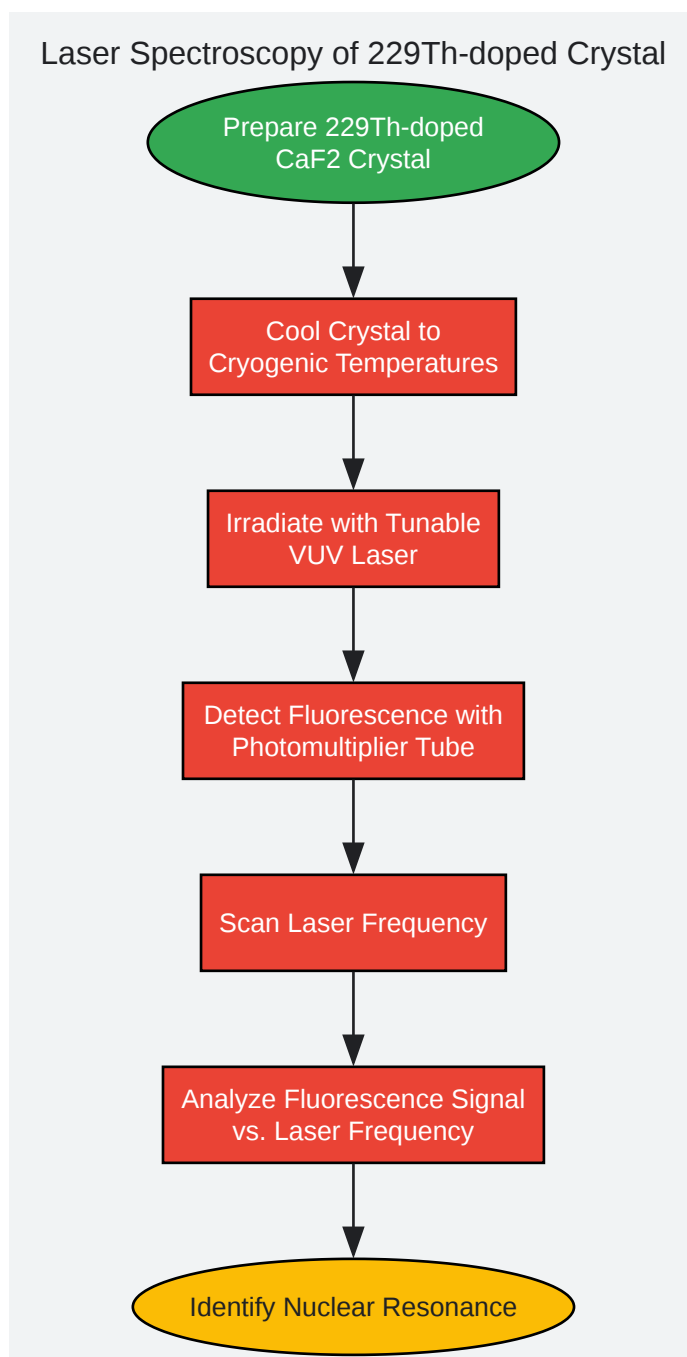 Laser Spectroscopy of 229Th-doped Crystal
Prepare 229Th-doped
CaF2 Crystal
Cool Crystal to
Cryogenic Temperatures
Irradiate with Tunable
VUV Laser
Detect Fluorescence with
Photomultiplier Tube
Scan Laser Frequency
Analyze Fluorescence Signal
vs. Laser Frequency
Identify Nuclear Resonance